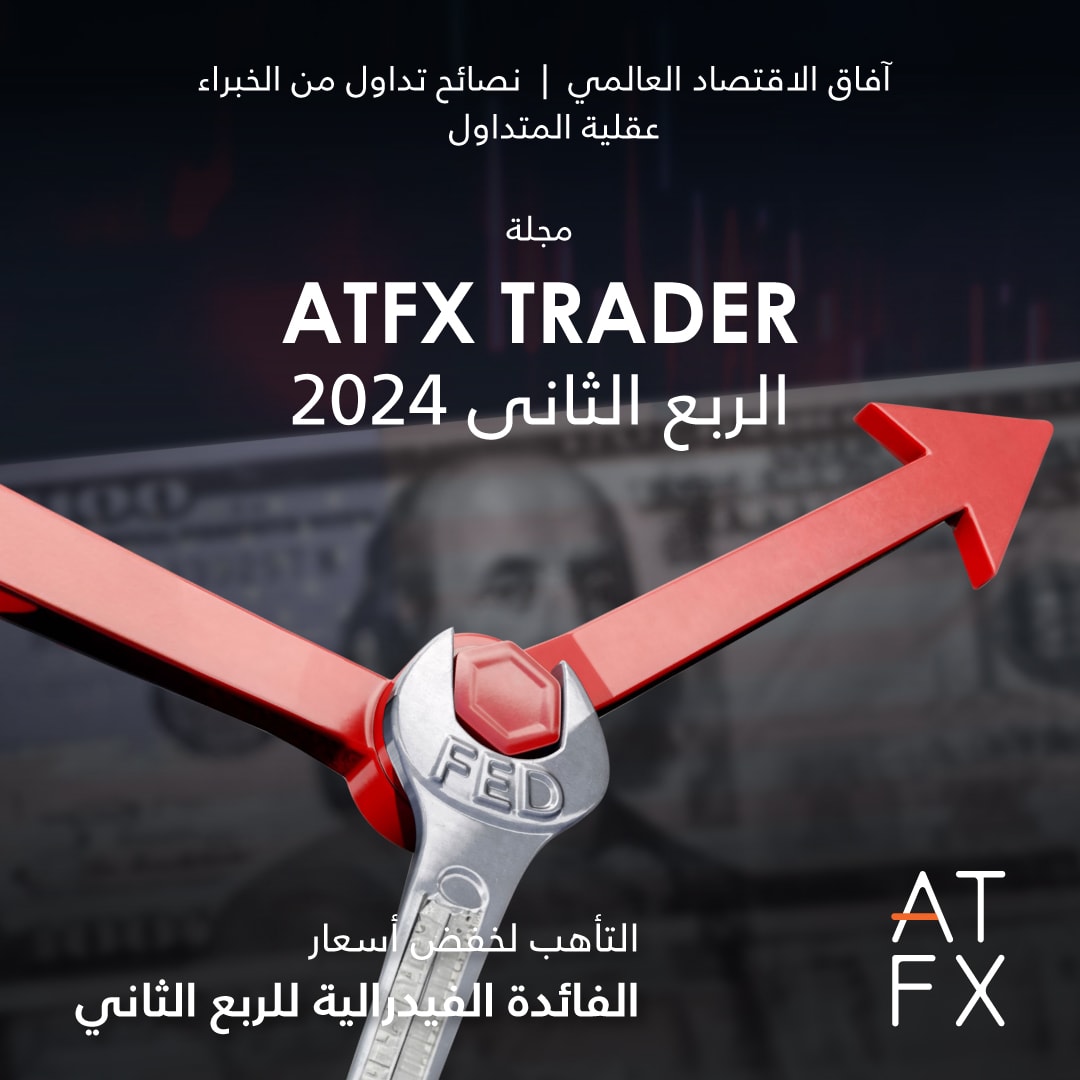 آفاق الاقتصاد العالمي | نصائح تداول من الخبراء
عقلية المتداول
مجلة
ATFX TRADER
الربع الثانى 2024
100
FED
التأهب لخفض أسعار
الفائدة الفيدرالية للربع الثاني
AT
FX